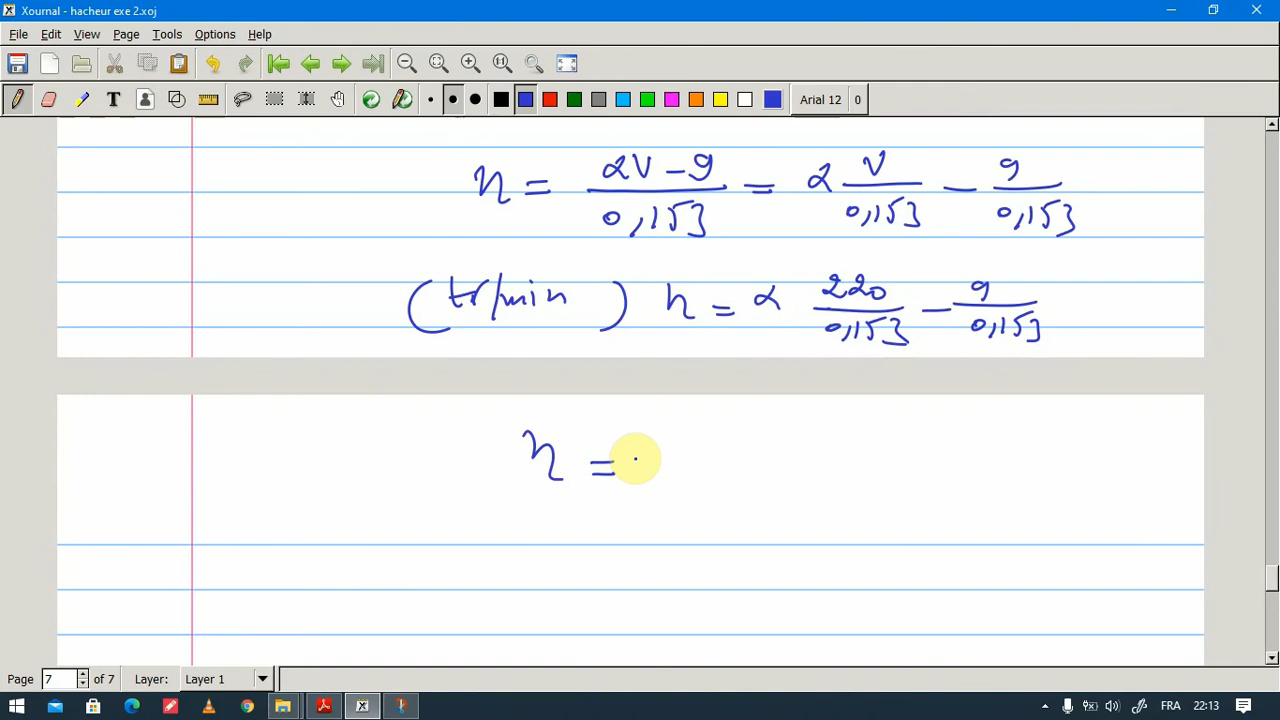 Xournal - hacheur exe 2.xoj
File Edit View Page Tools Options Help
T Arial 12 0
n = αV - 9 / 0,153 = α V / 0,153 - 9 / 0,153
(tr/min) n = α 220 / 0,153 - 9 / 0,153
n =
Page 7 of 7 Layer: Layer 1
FRA 22:13